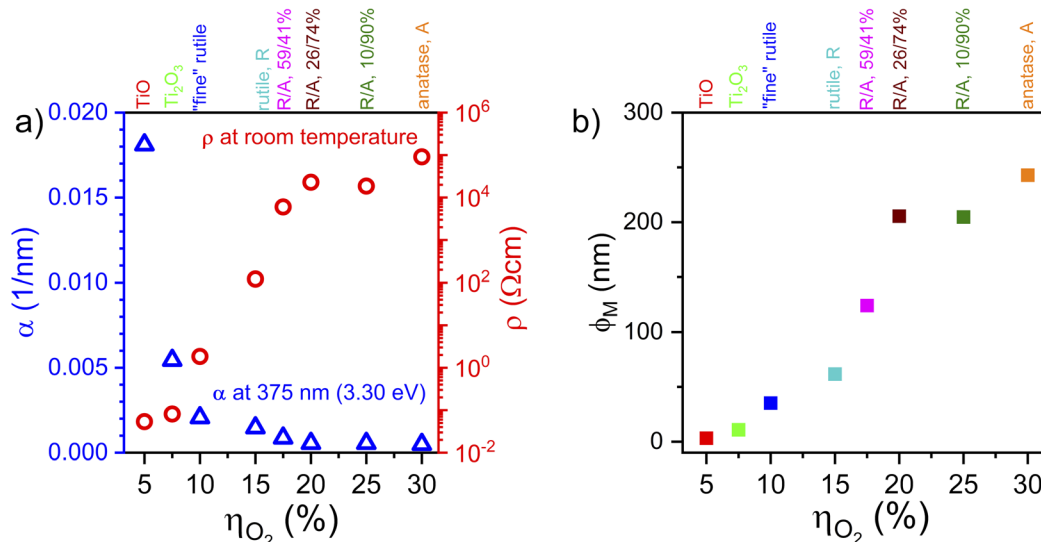 TiO
Ti2O3
"fine" rutile
rutile, R
R/A, 59/41%
R/A, 26/74%
R/A, 10/90%
anatase, A
a)
ρ at room temperature
α at 375 nm (3.30 eV)
α (1/nm)
0.020
0.015
0.010
0.005
0.000
ρ (Ωcm)
10^6
10^4
10^2
10^0
10^-2
5 10 15 20 25 30
ηO2 (%)
TiO
Ti2O3
"fine" rutile
rutile, R
R/A, 59/41%
R/A, 26/74%
R/A, 10/90%
anatase, A
b)
ϕM (nm)
300
200
100
0
5 10 15 20 25 30
ηO2 (%)